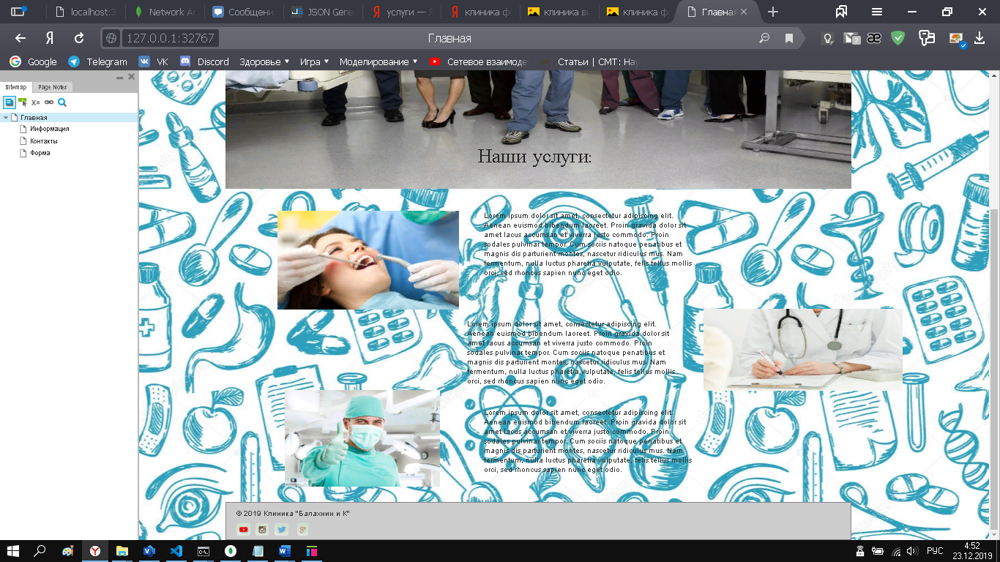 localhost:3
Network Ac
Сообщени
JSON Gene
услуги — Я
клиника ф
клиника ви
клиника ф
Главная
127.0.0.1:32767
Главная
Google
Telegram
VK
Discord
Здоровье
Игра
Моделирование
Сетевое взаимоде
Статьи | СМТ: Нау
Sitemap
Page Notes
Главная
Информация
Контакты
Форма
Наши услуги:
Lorem ipsum dolor sit amet, consectetur adipiscing elit.
Aenean euismod bibendum laoreet. Proin gravida dolor sit
amet lacus accumsan et viverra justo commodo. Proin
sodales pulvinar tempor. Cum sociis natoque penatibus et
magnis dis parturient montes, nascetur ridiculus mus. Nam
fermentum, nulla luctus pharetra vulputate, felis tellus mollis
orci, sed rhoncus sapien nunc eget odio.
Lorem ipsum dolor sit amet, consectetur adipiscing elit.
Aenean euismod bibendum laoreet. Proin gravida dolor sit
amet lacus accumsan et viverra justo commodo. Proin
sodales pulvinar tempor. Cum sociis natoque penatibus et
magnis dis parturient montes, nascetur ridiculus mus. Nam
fermentum, nulla luctus pharetra vulputate, felis tellus mollis
orci, sed rhoncus sapien nunc eget odio.
Lorem ipsum dolor sit amet, consectetur adipiscing elit.
Aenean euismod bibendum laoreet. Proin gravida dolor sit
amet lacus accumsan et viverra justo commodo. Proin
sodales pulvinar tempor. Cum sociis natoque penatibus et
magnis dis parturient montes, nascetur ridiculus mus. Nam
fermentum, nulla luctus pharetra vulputate, felis tellus mollis
orci, sed rhoncus sapien nunc eget odio.
© 2019 Клиника "Балахнин и К"
РУС
4:52
23.12.2019